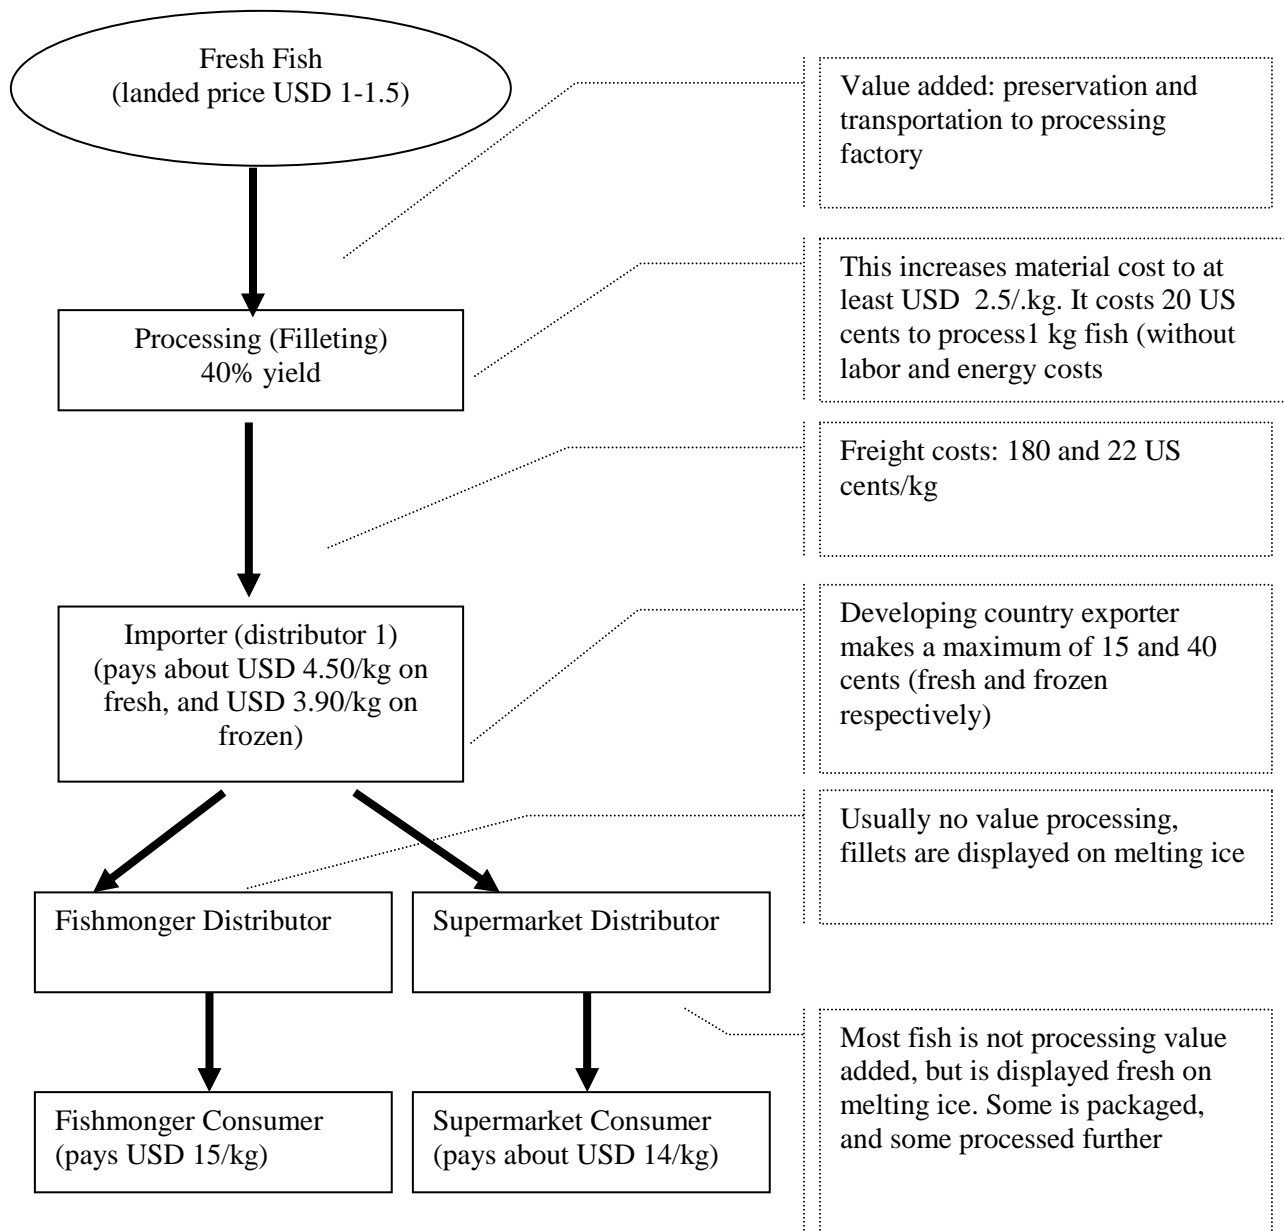 Fresh Fish
(landed price USD 1-1.5)
Value added: preservation and
transportation to processing
factory
Processing (Filleting)
40% yield
This increases material cost to at
least USD  2.5/.kg. It costs 20 US
cents to process1 kg fish (without
labor and energy costs
Freight costs: 180 and 22 US
cents/kg
Importer (distributor 1)
(pays about USD 4.50/kg on
fresh, and USD 3.90/kg on
frozen)
Developing country exporter
makes a maximum of 15 and 40
cents (fresh and frozen
respectively)
Usually no value processing,
fillets are displayed on melting ice
Fishmonger Distributor
Supermarket Distributor
Most fish is not processing value
added, but is displayed fresh on
melting ice. Some is packaged,
and some processed further
Fishmonger Consumer
(pays USD 15/kg)
Supermarket Consumer
(pays about USD 14/kg)